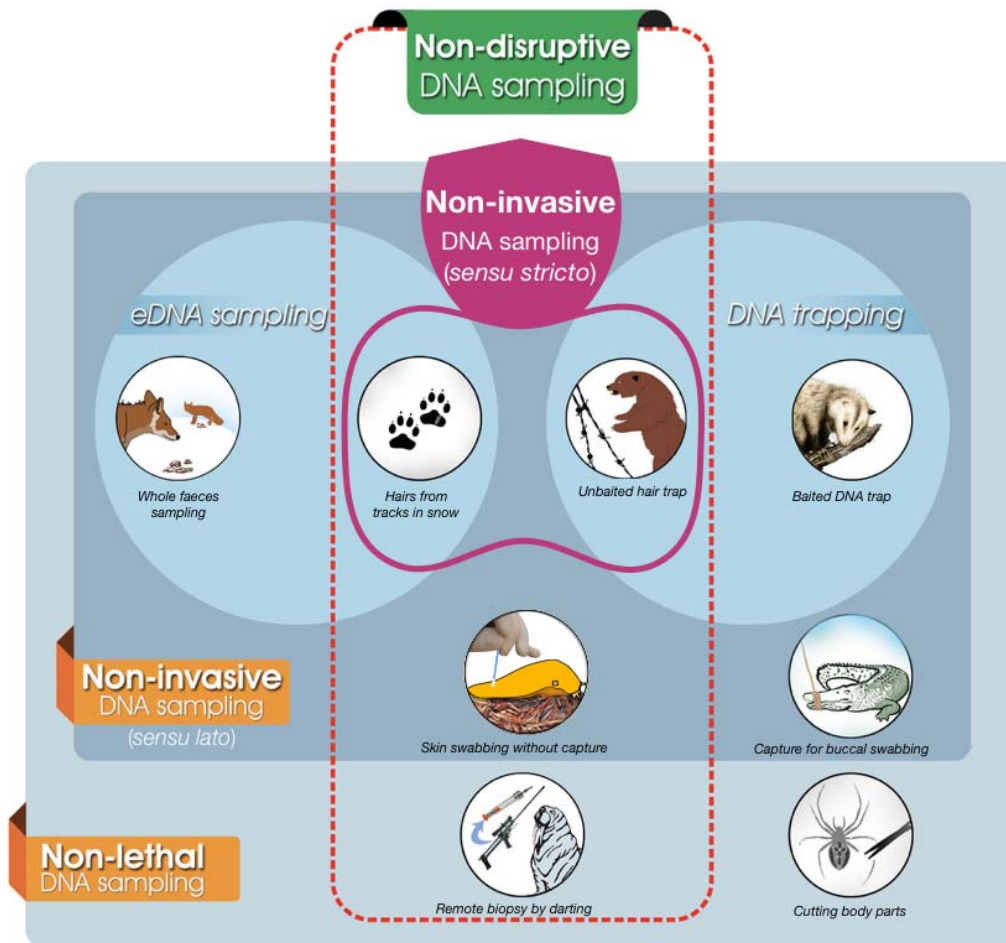 Non-disruptive
DNA sampling
Non-invasive
DNA sampling
(sensu stricto)
eDNA sampling
DNA trapping
Whole faeces
sampling
Hairs from
tracks in snow
Unbaited hair trap
Baited DNA trap
Non-invasive
DNA sampling
(sensu lato)
Skin swabbing without capture
Capture for buccal swabbing
Non-lethal
DNA sampling
Remote biopsy by darting
Cutting body parts